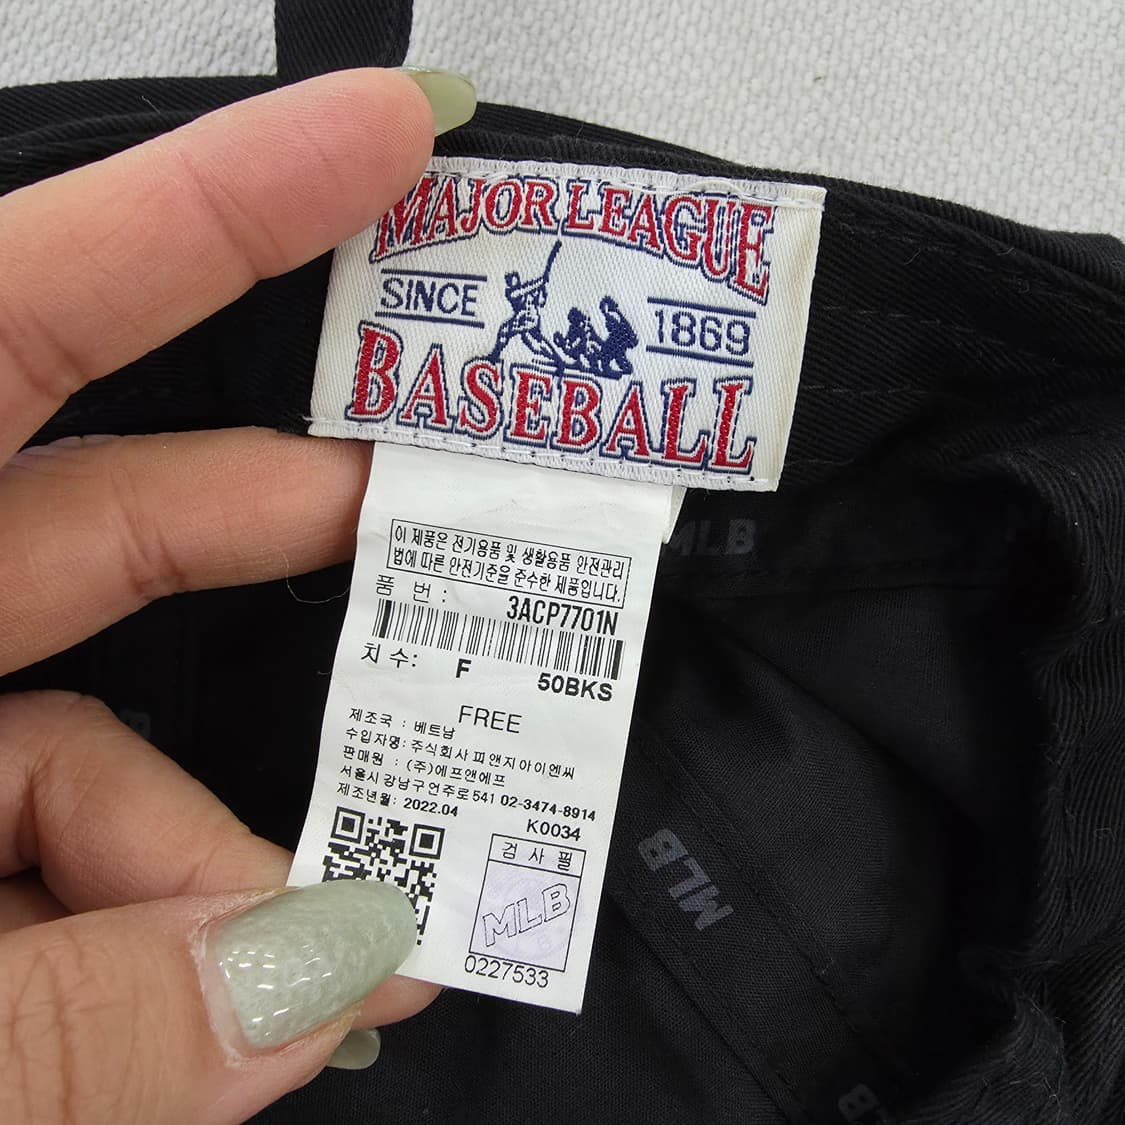 MAJOR LEAGUE
SINCE 1869
BASEBALL
MLB
이 제품은 전기용품 및 생활용품 안전관리
법에 따른 안전기준을 준수한 제품입니다.
품 번 : 3ACP7701N
치 수: F 50BKS
FREE
제조국 : 베트남
수입자명: 주식회사 피앤지아이엔씨
판매원 : (주)에프앤에프
서울시강남구언주로541 02-3474-8914
제조년월: 2022.04
K0034
검 사 필
MLB
0227533
MLB
B
B